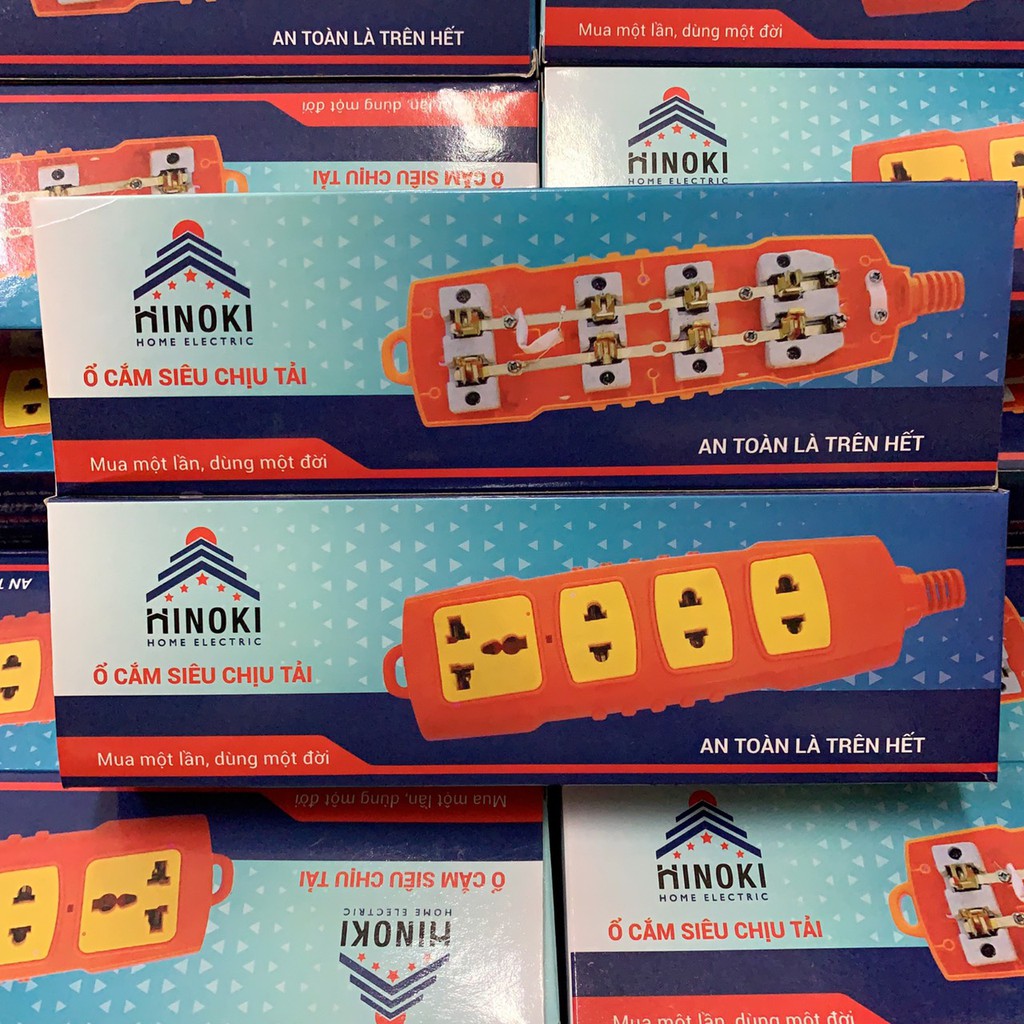 AN TOÀN LÀ TRÊN HẾT
Mua một lần, dùng một đời
lần, dùng một đời
Ổ CẮM SIÊU CHỊU TẢI
HINOKI
HOME ELECTRIC
HINOKI
HOME ELECTRIC
Ổ CẮM SIÊU CHỊU TẢI
Mua một lần, dùng một đời
AN TOÀN LÀ TRÊN HẾT
HINOKI
HOME ELECTRIC
Ổ CẮM SIÊU CHỊU TẢI
Mua một lần, dùng một đời
AN TOÀN LÀ TRÊN HẾT
AN
Mua một lần, dùng một đời
Ổ CẮM SIÊU CHỊU TẢI
HOME ELECTRIC
HINOKI
HINOKI
HOME ELECTRIC
Ổ CẮM SIÊU CHỊU TẢI
Mua một lần, dùng một đời